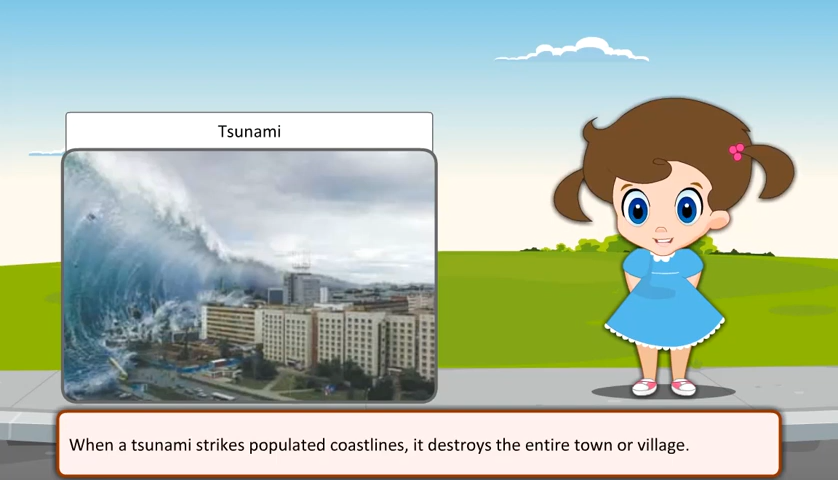 Tsunami
When a tsunami strikes populated coastlines, it destroys the entire town or village.